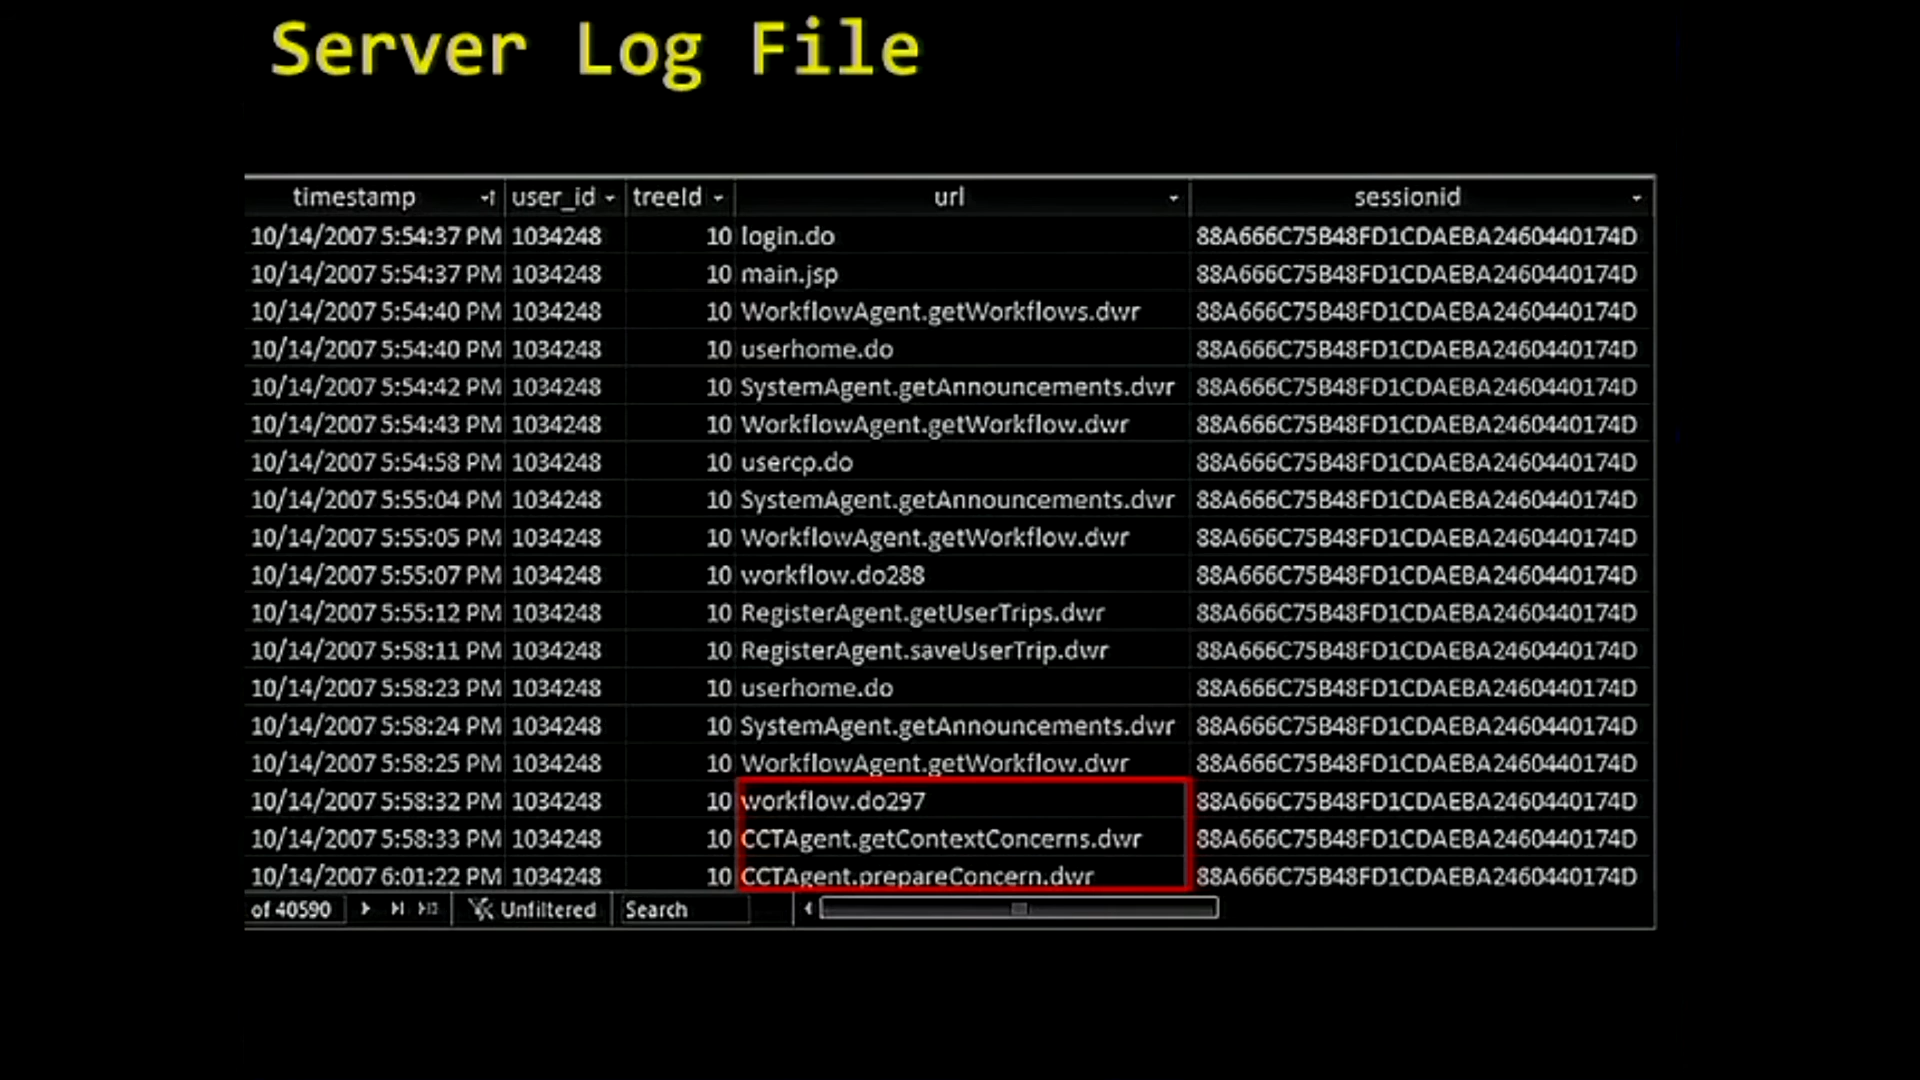 Server Log File
timestamp user_id treeId url sessionid
10/14/2007 5:54:37 PM 1034248 10 login.do 88A666C75B48FD1CDAEBA2460440174D
10/14/2007 5:54:37 PM 1034248 10 main.jsp 88A666C75B48FD1CDAEBA2460440174D
10/14/2007 5:54:40 PM 1034248 10 WorkflowAgent.getWorkflows.dwr 88A666C75B48FD1CDAEBA2460440174D
10/14/2007 5:54:40 PM 1034248 10 userhome.do 88A666C75B48FD1CDAEBA2460440174D
10/14/2007 5:54:42 PM 1034248 10 SystemAgent.getAnnouncements.dwr 88A666C75B48FD1CDAEBA2460440174D
10/14/2007 5:54:43 PM 1034248 10 WorkflowAgent.getWorkflow.dwr 88A666C75B48FD1CDAEBA2460440174D
10/14/2007 5:54:58 PM 1034248 10 usercp.do 88A666C75B48FD1CDAEBA2460440174D
10/14/2007 5:55:04 PM 1034248 10 SystemAgent.getAnnouncements.dwr 88A666C75B48FD1CDAEBA2460440174D
10/14/2007 5:55:05 PM 1034248 10 WorkflowAgent.getWorkflow.dwr 88A666C75B48FD1CDAEBA2460440174D
10/14/2007 5:55:07 PM 1034248 10 workflow.do288 88A666C75B48FD1CDAEBA2460440174D
10/14/2007 5:55:12 PM 1034248 10 RegisterAgent.getUserTrips.dwr 88A666C75B48FD1CDAEBA2460440174D
10/14/2007 5:58:11 PM 1034248 10 RegisterAgent.saveUserTrip.dwr 88A666C75B48FD1CDAEBA2460440174D
10/14/2007 5:58:23 PM 1034248 10 userhome.do 88A666C75B48FD1CDAEBA2460440174D
10/14/2007 5:58:24 PM 1034248 10 SystemAgent.getAnnouncements.dwr 88A666C75B48FD1CDAEBA2460440174D
10/14/2007 5:58:25 PM 1034248 10 WorkflowAgent.getWorkflow.dwr 88A666C75B48FD1CDAEBA2460440174D
10/14/2007 5:58:32 PM 1034248 10 workflow.do297 88A666C75B48FD1CDAEBA2460440174D
10/14/2007 5:58:33 PM 1034248 10 CCTAgent.getContextConcerns.dwr 88A666C75B48FD1CDAEBA2460440174D
10/14/2007 6:01:22 PM 1034248 10 CCTAgent.prepareConcern.dwr 88A666C75B48FD1CDAEBA2460440174D
of 40590 Unfiltered Search